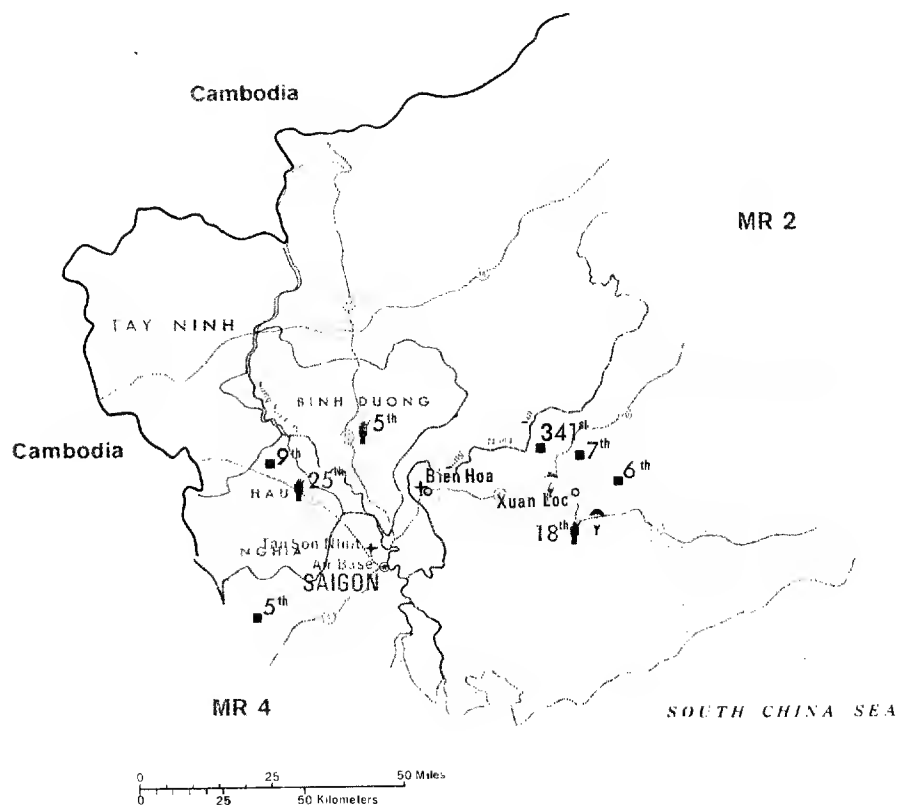 Cambodia
MR 2
TAY NINH
BINH DUONG
5th
341st
7th
Cambodia
9th
25th
Bien Hoa
6th
HAU
Xuan Loc
18th
NGHIA
Tan Son Nhut
Air Base
SAIGON
5th
MR 4
SOUTH CHINA SEA
0 25 50 Miles
0 25 50 Kilometers